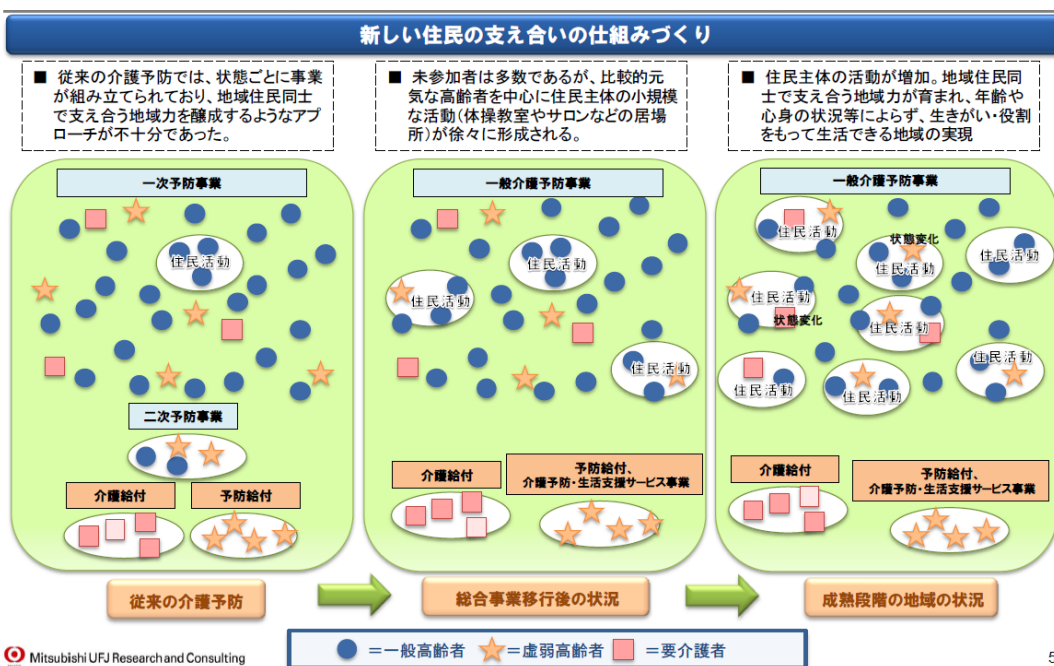 新しい住民の支え合いの仕組みづくり
■ 従来の介護予防では、状態ごとに事業
が組み立てられており、地域住民同士
で支え合う地域力を醸成するようなアプ
ローチが不十分であった。
■ 未参加者は多数であるが、比較的元
気な高齢者を中心に住民主体の小規模
な活動(体操教室やサロンなどの居場
所)が徐々に形成される。
■ 住民主体の活動が増加。地域住民同
士で支え合う地域力が育まれ、年齢や
心身の状況等によらず、生きがい・役割
をもって生活できる地域の実現
一次予防事業
住民活動
二次予防事業
介護給付
予防給付
従来の介護予防
一般介護予防事業
住民活動
住民活動
住民活動
介護給付
予防給付、
介護予防・生活支援サービス事業
総合事業移行後の状況
一般介護予防事業
住民活動
状態変化
住民活動
住民活動
住民活動
状態変化
住民活動
住民活動
住民活動
住民活動
介護給付
予防給付、
介護予防・生活支援サービス事業
成熟段階の地域の状況
=一般高齢者 =虚弱高齢者 =要介護者
Mitsubishi UFJ Research and Consulting
5